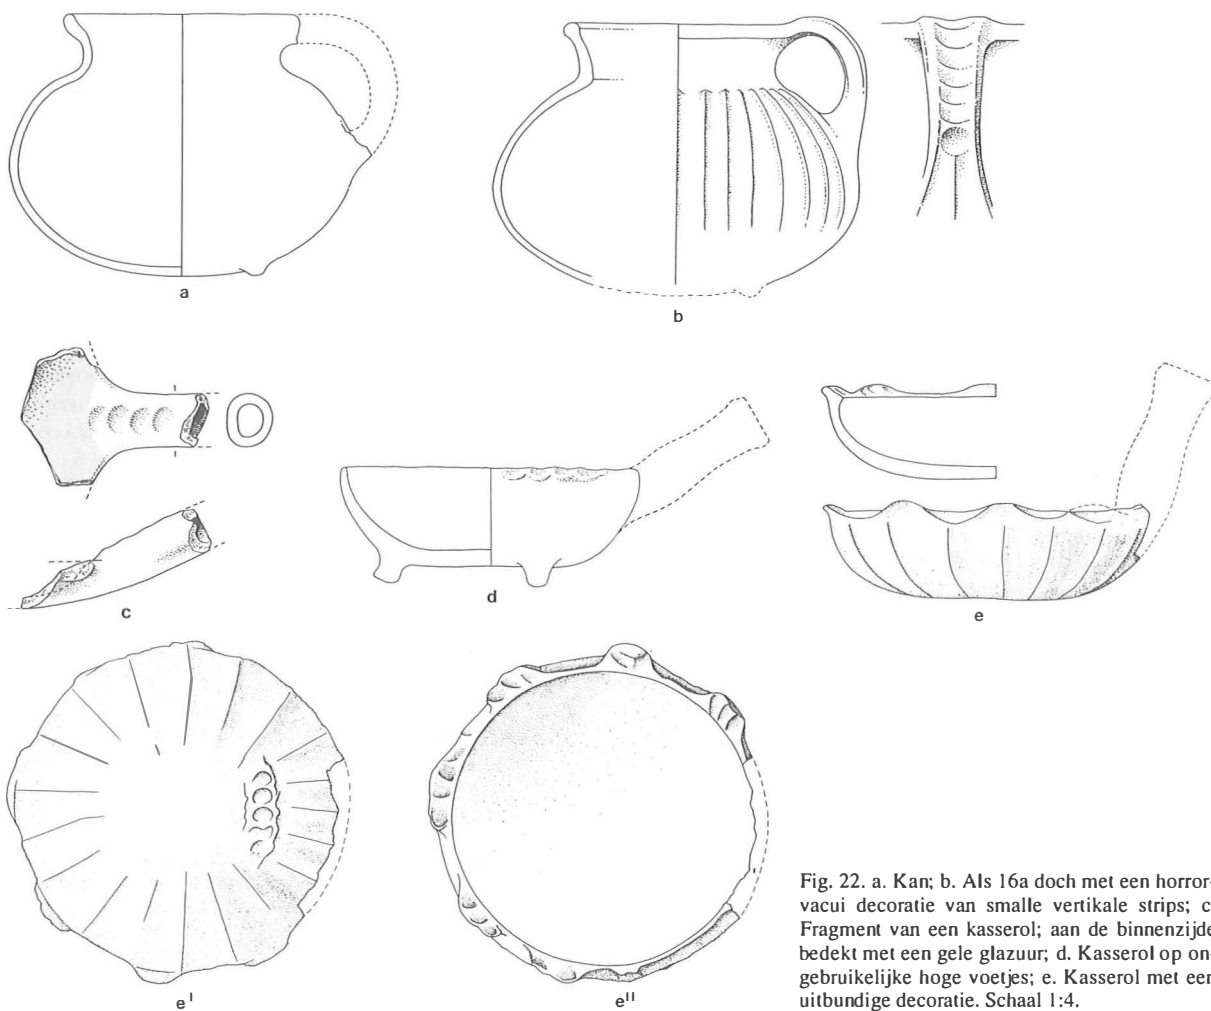 a
b
c
d
e
e'
e''
Fig. 22. a. Kan; b. Als 16a doch met een horror-
vacui decoratie van smalle vertikale strips; c.
Fragment van een kasserol; aan de binnenzijde
bedekt met een gele glazuur; d. Kasserol op on-
gebruikelijke hoge voetjes; e. Kasserol met een
uitbundige decoratie. Schaal 1:4.